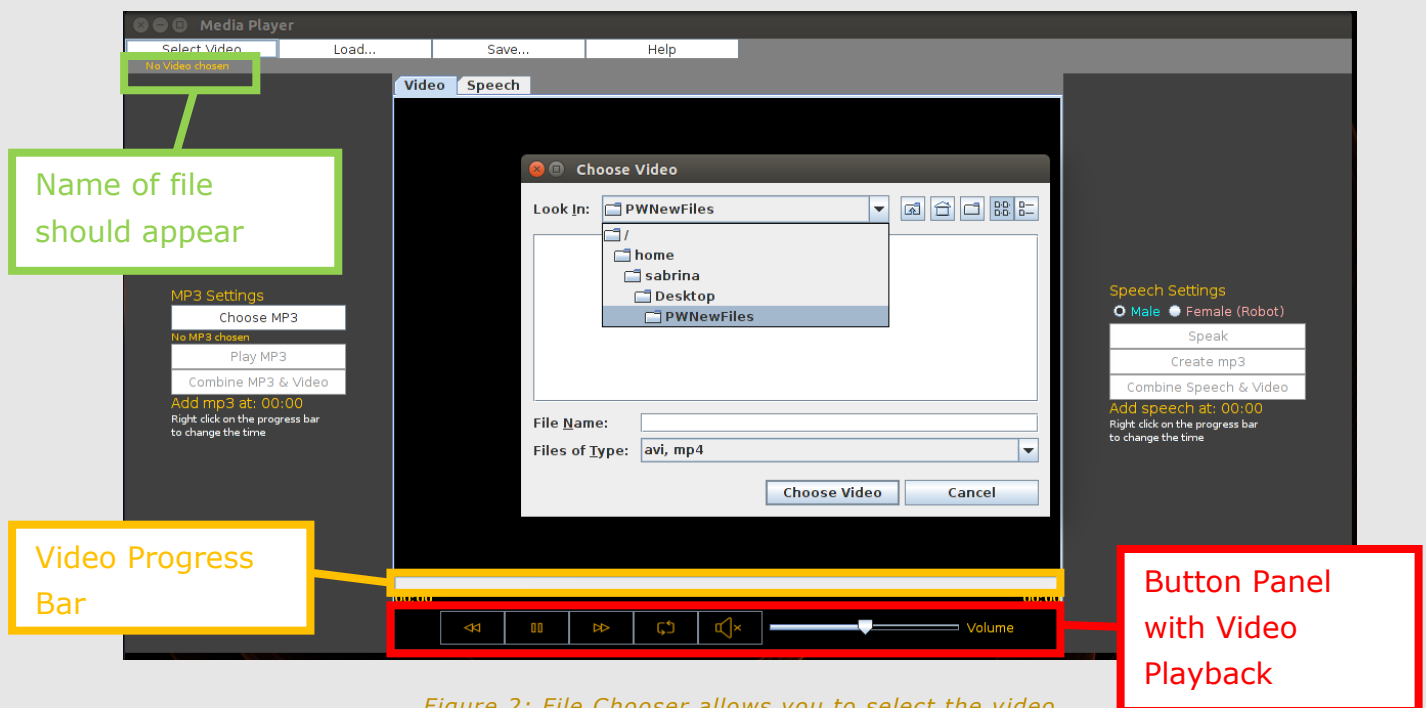 Media Player
Select Video Load... Save... Help
No Video chosen
Video Speech
Name of file
should appear
Choose Video
Look In: PWNewFiles
/
home
sabrina
Desktop
PWNewFiles
File Name:
Files of Type: avi, mp4
Choose Video Cancel
MP3 Settings
Choose MP3
No MP3 chosen
Play MP3
Combine MP3 & Video
Add mp3 at: 00:00
Right click on the progress bar
to change the time
Speech Settings
Male Female (Robot)
Speak
Create mp3
Combine Speech & Video
Add speech at: 00:00
Right click on the progress bar
to change the time
Video Progress
Bar
00:00 00:00
Volume
Button Panel
with Video
Playback
Figure 2: File Chooser allows you to select the video